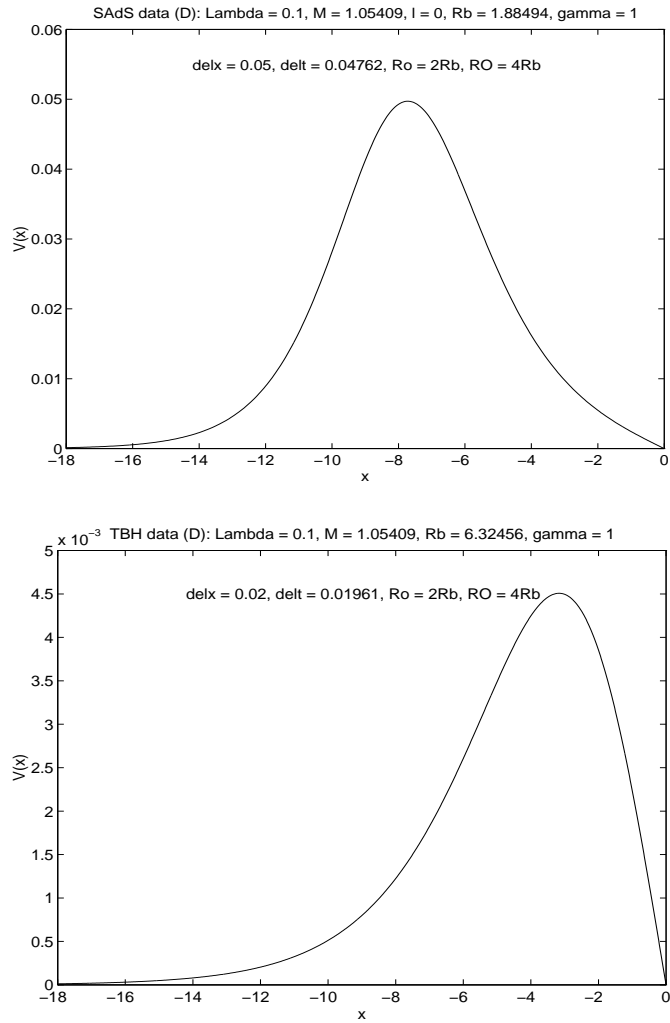 SAdS data (D): Lambda = 0.1, M = 1.05409, l = 0, Rb = 1.88494, gamma = 1
0.06
delx = 0.05, delt = 0.04762, Ro = 2Rb, RO = 4Rb
0.05
0.04
0.03
V(x)
0.02
0.01
0
−18 −16 −14 −12 −10 −8 −6 −4 −2 0
x
x 10⁻³ TBH data (D): Lambda = 0.1, M = 1.05409, Rb = 6.32456, gamma = 1
5
delx = 0.02, delt = 0.01961, Ro = 2Rb, RO = 4Rb
4.5
4
3.5
3
2.5
V(x)
2
1.5
1
0.5
0
−18 −16 −14 −12 −10 −8 −6 −4 −2 0
x